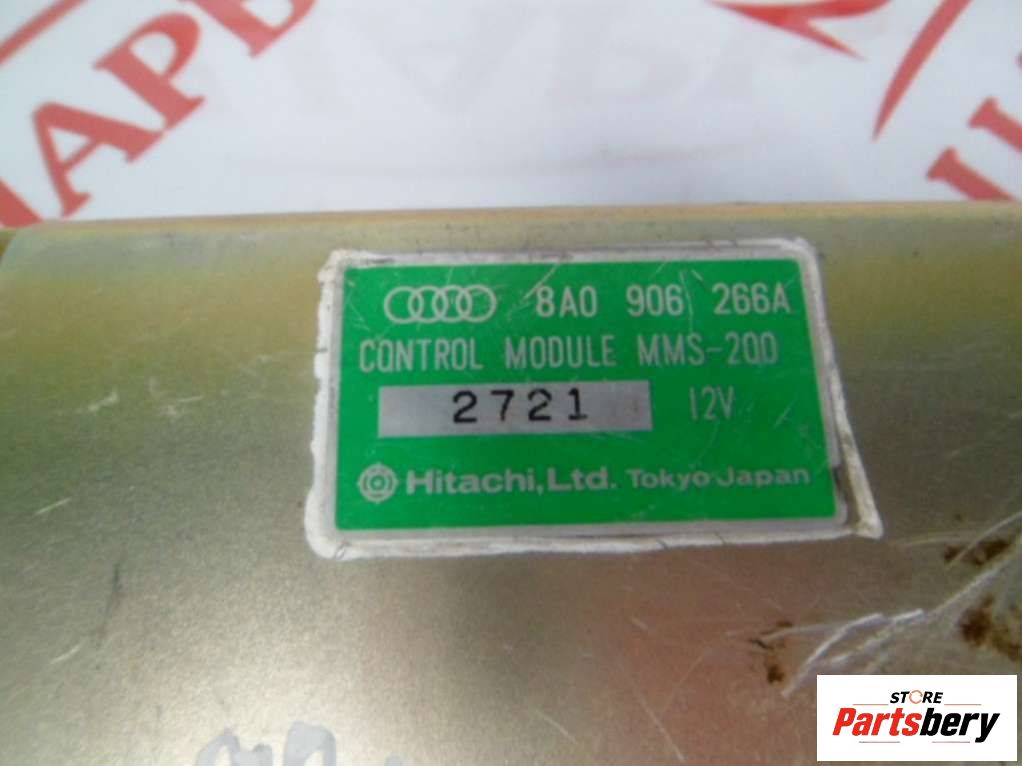 8A0 906 266A
CONTROL MODULE MMS-200
2721 12V
Hitachi, Ltd. Tokyo Japan
STORE
Partsbery